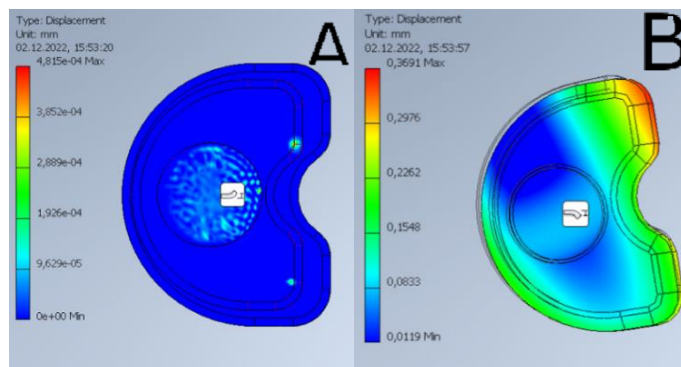 Type: Displacement
Unit: mm
02.12.2022, 15:53:20
4,815e-04 Max
3,852e-04
2,889e-04
1,926e-04
9,629e-05
0e+00 Min
A
Type: Displacement
Unit: mm
02.12.2022, 15:53:57
0,3691 Max
0,2976
0,2262
0,1548
0,0833
0,0119 Min
B